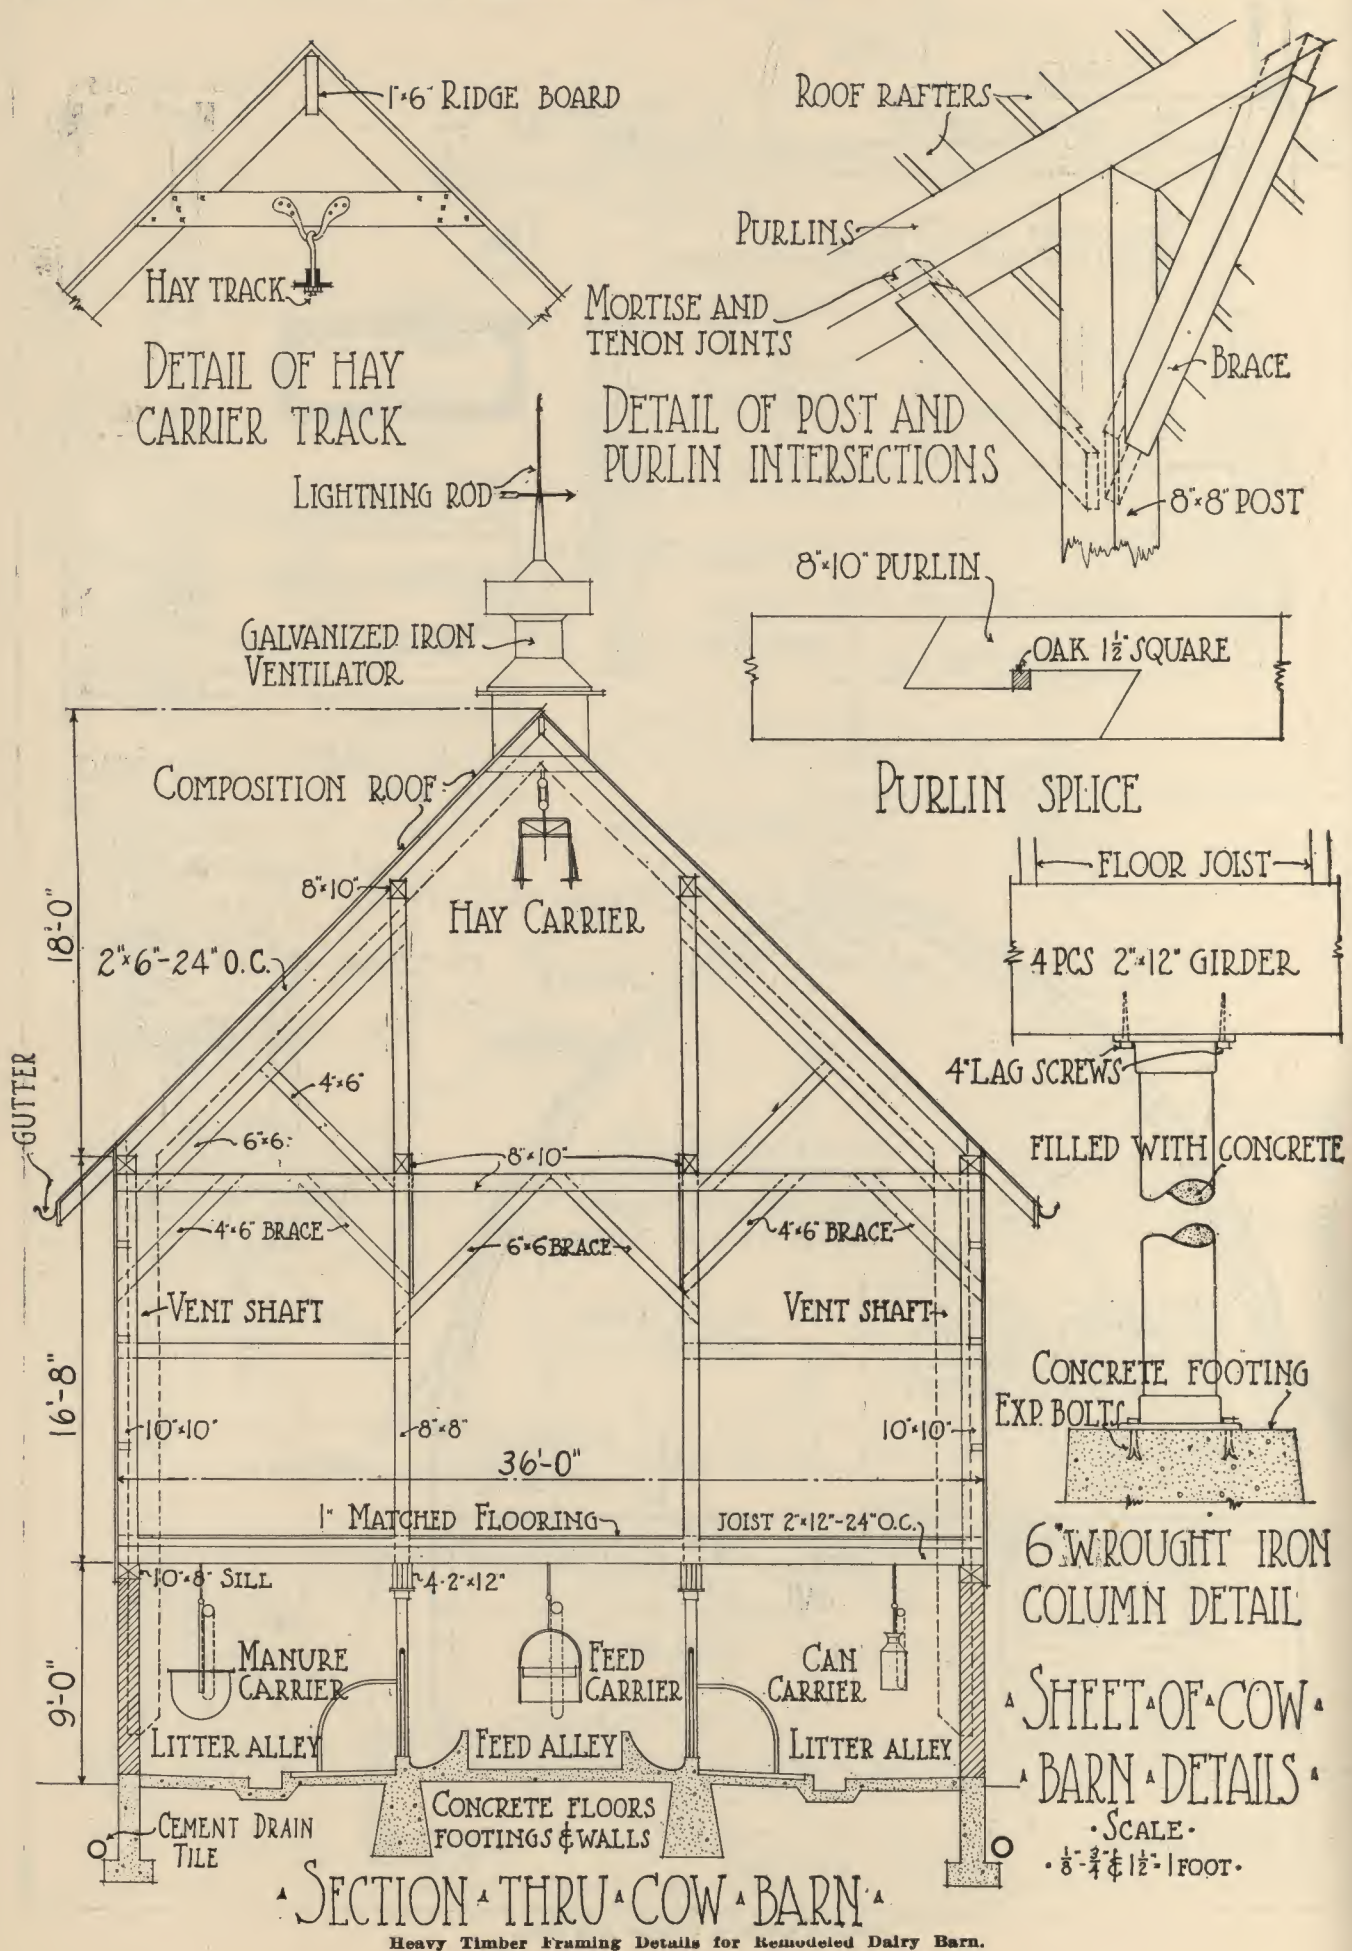 1"×6" RIDGE BOARD
HAY TRACK
DETAIL OF HAY
CARRIER TRACK
ROOF RAFTERS
PURLINS
MORTISE AND
TENON JOINTS
BRACE
DETAIL OF POST AND
PURLIN INTERSECTIONS
8"×8" POST
LIGHTNING ROD
GALVANIZED IRON
VENTILATOR
8"×10" PURLIN
OAK 1½" SQUARE
PURLIN SPLICE
COMPOSITION ROOF
8"×10"
HAY CARRIER
18'-0"
2"×6"-24" O.C.
GUTTER
4"×6"
6"×6"
8"×10"
4"×6" BRACE
6"×6" BRACE
4"×6" BRACE
VENT SHAFT
VENT SHAFT
16'-8"
10"×10"
8"×8"
10"×10"
36'-0"
1" MATCHED FLOORING
JOIST 2"×12"-24" O.C.
10"×8" SILL
4-2"×12"
9'-0"
MANURE
CARRIER
FEED
CARRIER
CAN
CARRIER
LITTER ALLEY
FEED ALLEY
LITTER ALLEY
CEMENT DRAIN
TILE
CONCRETE FLOORS
FOOTINGS & WALLS
FLOOR JOIST
4 PCS 2"×12" GIRDER
4" LAG SCREWS
FILLED WITH CONCRETE
CONCRETE FOOTING
EXP. BOLTS
6" WROUGHT IRON
COLUMN DETAIL
SHEET OF COW
BARN DETAILS
SCALE
⅛"-¾" & 1½"=1 FOOT
SECTION THRU COW BARN
Heavy Timber Framing Details for Remodeled Dairy Barn.